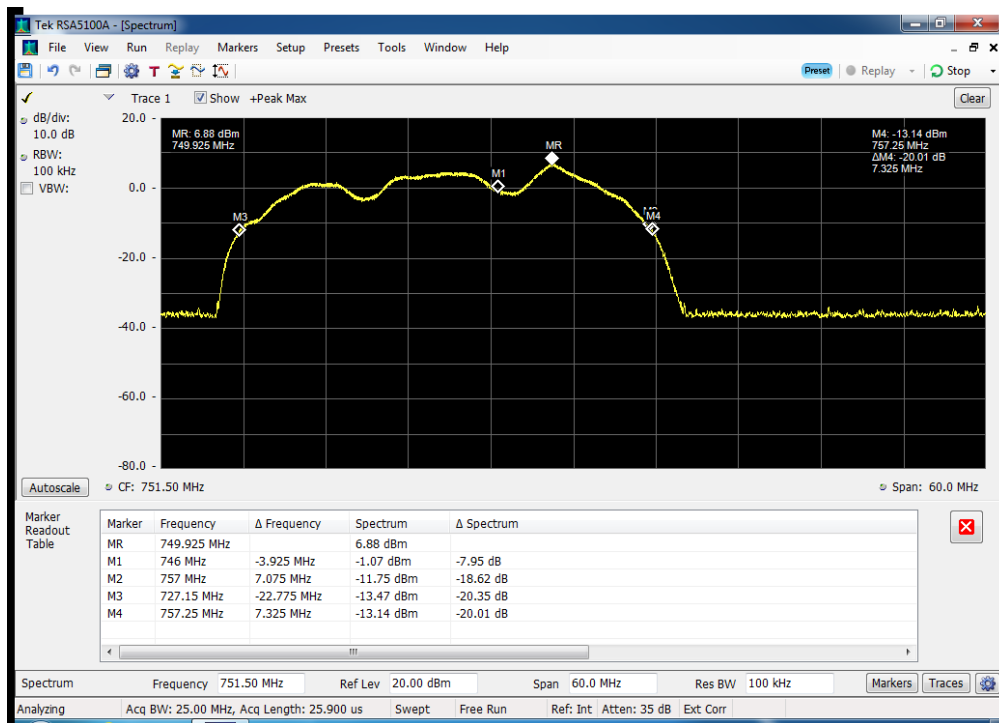 Tek RSA5100A - [Spectrum]
File View Run Replay Markers Setup Presets Tools Window Help
Preset Replay Stop
Trace 1 Show +Peak Max Clear
dB/div:
10.0 dB
RBW:
100 kHz
VBW:
20.0
0.0
-20.0
-40.0
-60.0
-80.0
MR: 6.88 dBm
749.925 MHz
M4: -13.14 dBm
757.25 MHz
ΔM4: -20.01 dB
7.325 MHz
MR
M1
M3
M4
Autoscale CF: 751.50 MHz Span: 60.0 MHz
Marker
Readout
Table
Marker Frequency Δ Frequency Spectrum Δ Spectrum
MR 749.925 MHz 6.88 dBm
M1 746 MHz -3.925 MHz -1.07 dBm -7.95 dB
M2 757 MHz 7.075 MHz -11.75 dBm -18.62 dB
M3 727.15 MHz -22.775 MHz -13.47 dBm -20.35 dB
M4 757.25 MHz 7.325 MHz -13.14 dBm -20.01 dB
Spectrum Frequency 751.50 MHz Ref Lev 20.00 dBm Span 60.0 MHz Res BW 100 kHz Markers Traces
Analyzing Acq BW: 25.00 MHz, Acq Length: 25.900 us Swept Free Run Ref: Int Atten: 35 dB Ext Corr